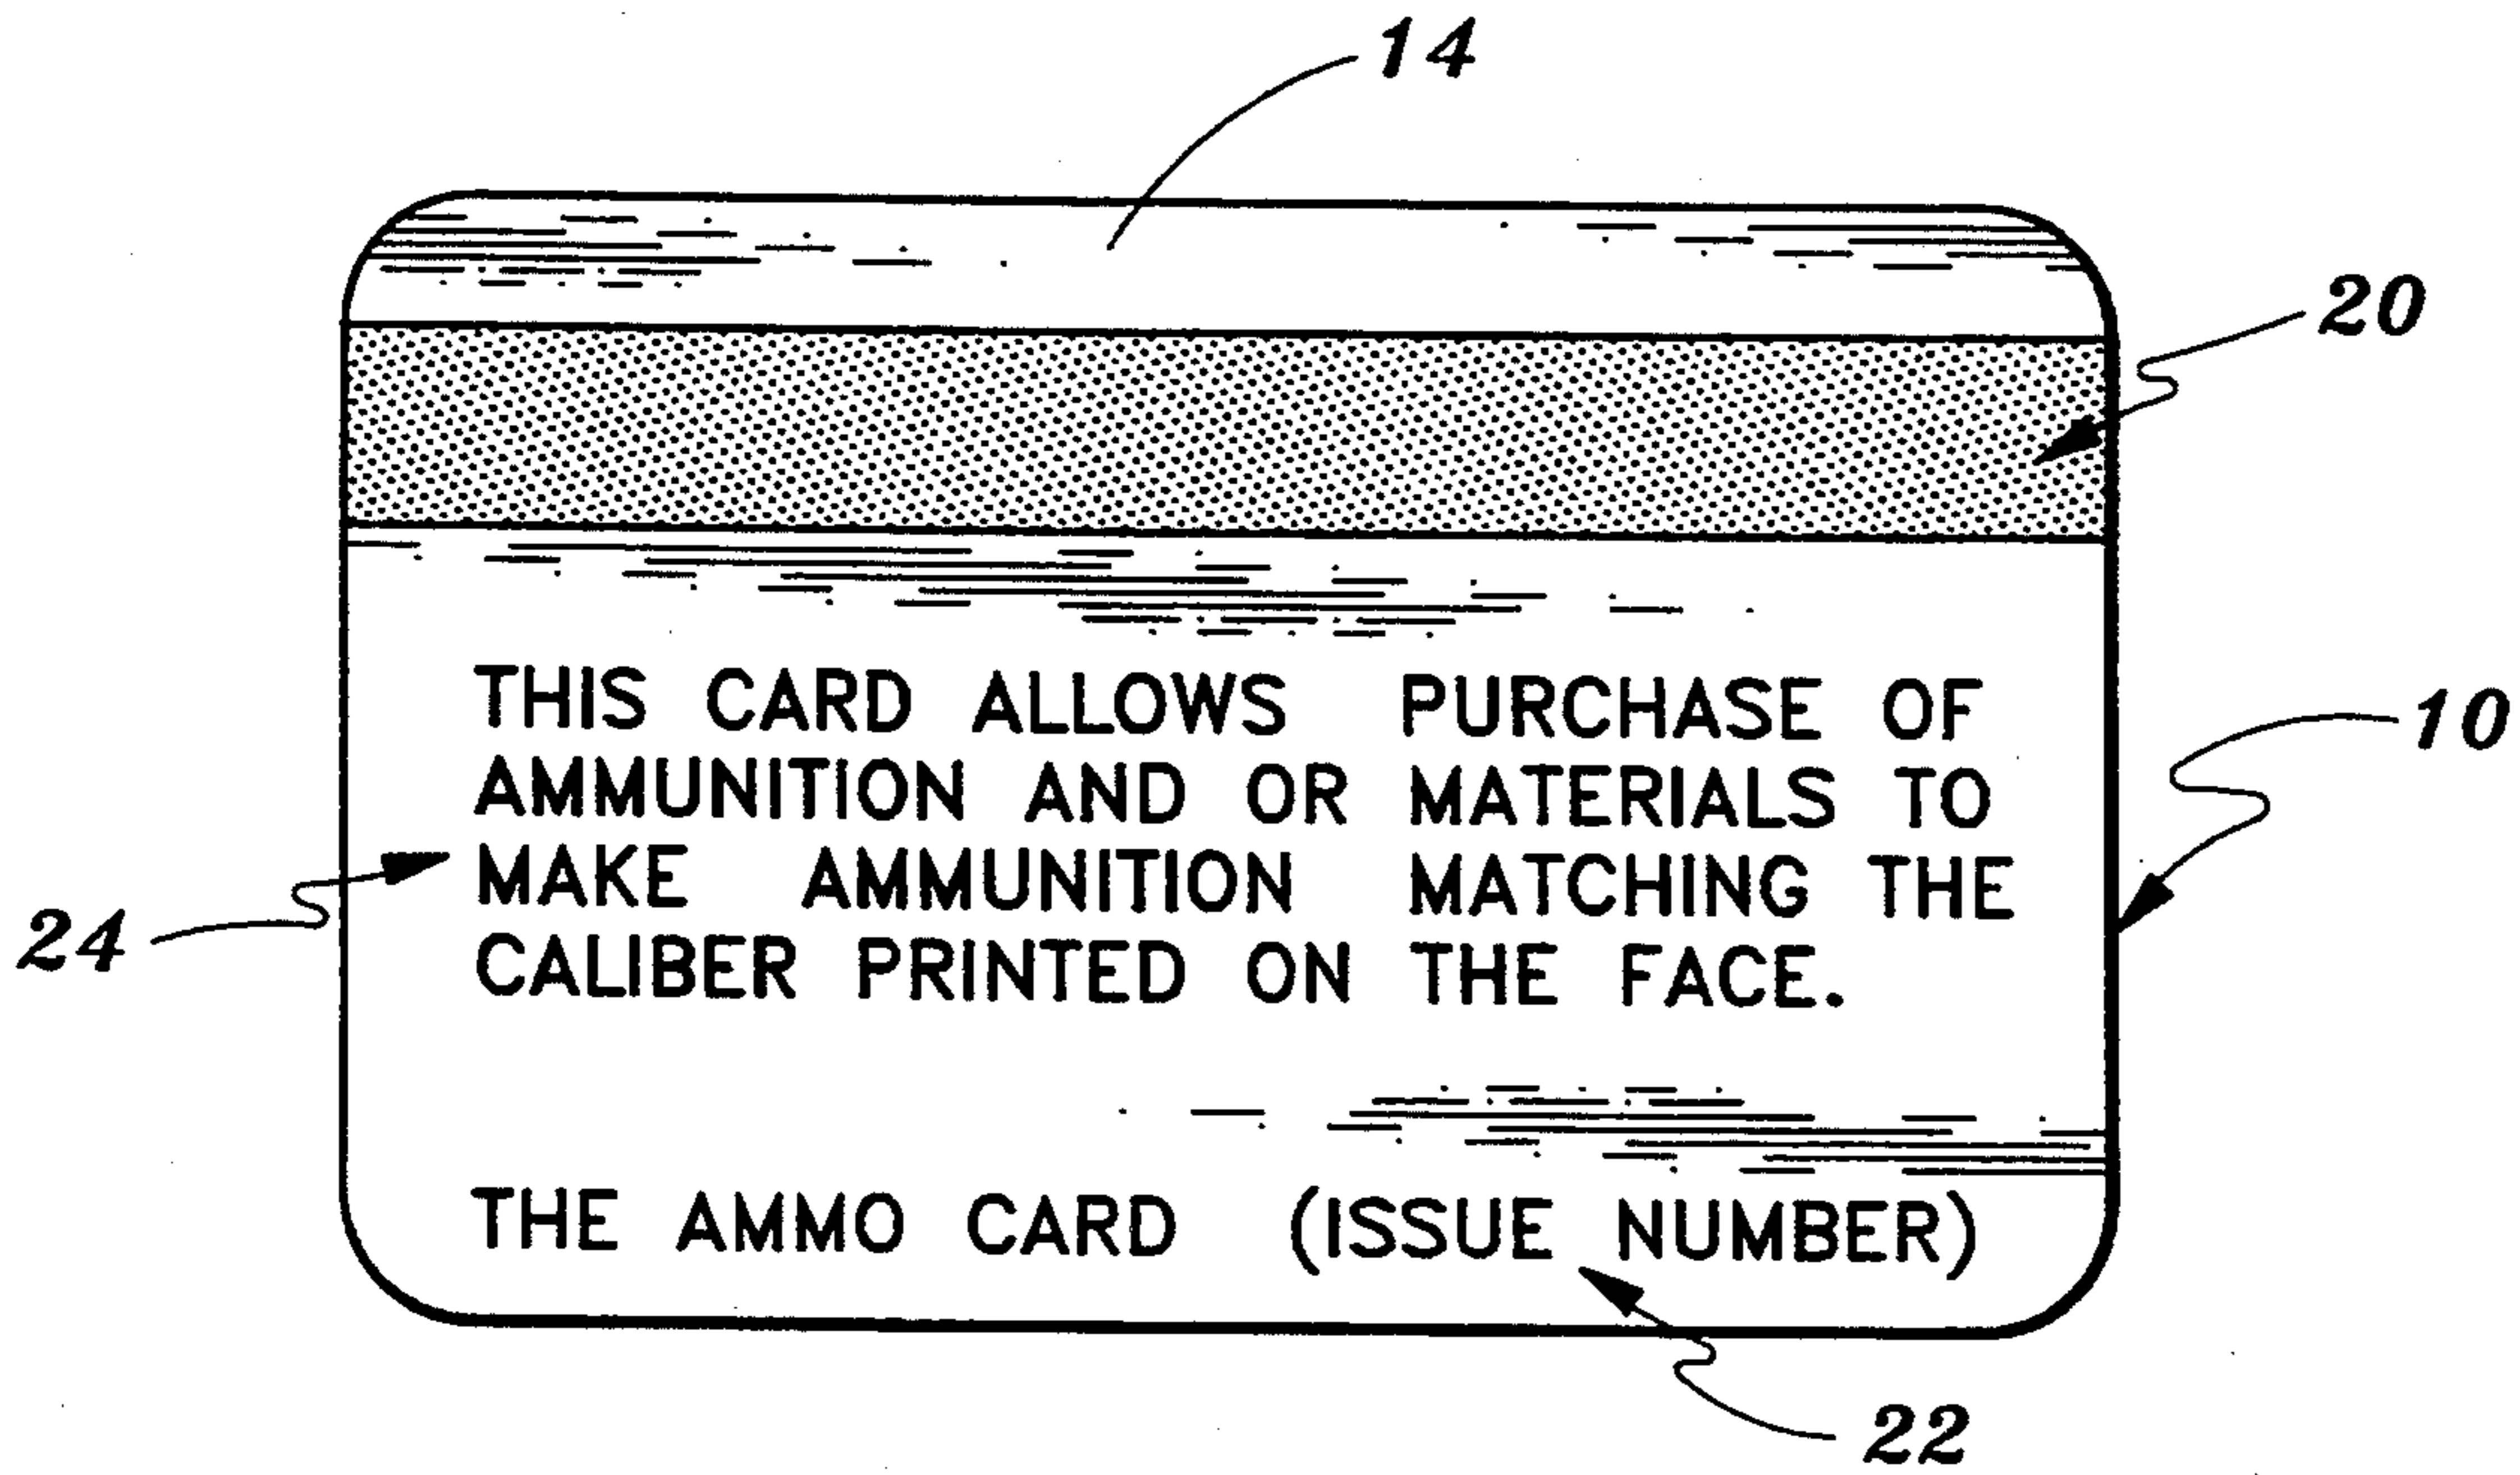 14
20
THIS CARD ALLOWS PURCHASE OF
AMMUNITION AND OR MATERIALS TO
MAKE AMMUNITION MATCHING THE
CALIBER PRINTED ON THE FACE.
10
24
THE AMMO CARD (ISSUE NUMBER)
22